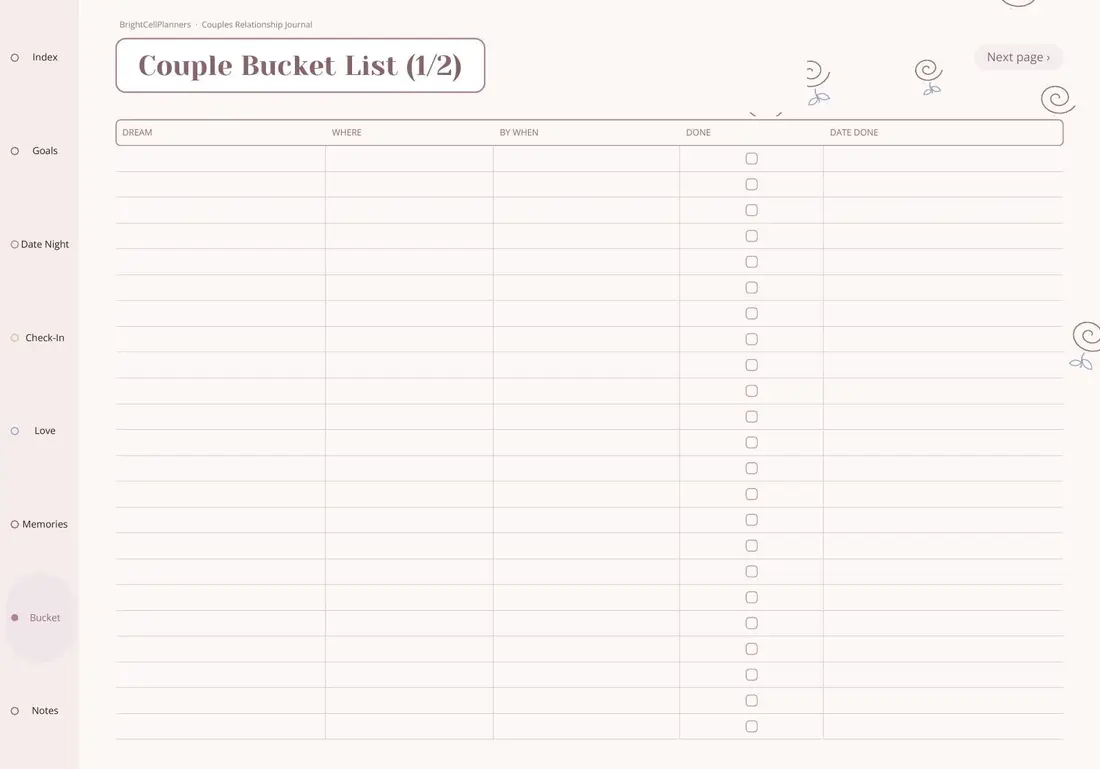 BrightCellPlanners · Couples Relationship Journal
Couple Bucket List (1/2)
Next page ›
Index
Goals
Date Night
Check-In
Love
Memories
Bucket
Notes
DREAM WHERE BY WHEN DONE DATE DONE